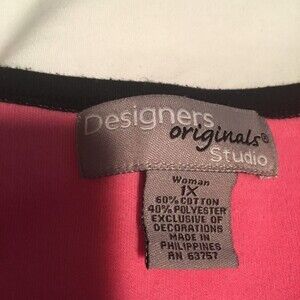 Designers
originals®
Studio
Woman
1X
60% COTTON
40% POLYESTER
EXCLUSIVE OF
DECORATIONS
MADE IN
PHILIPPINES
RN 63757